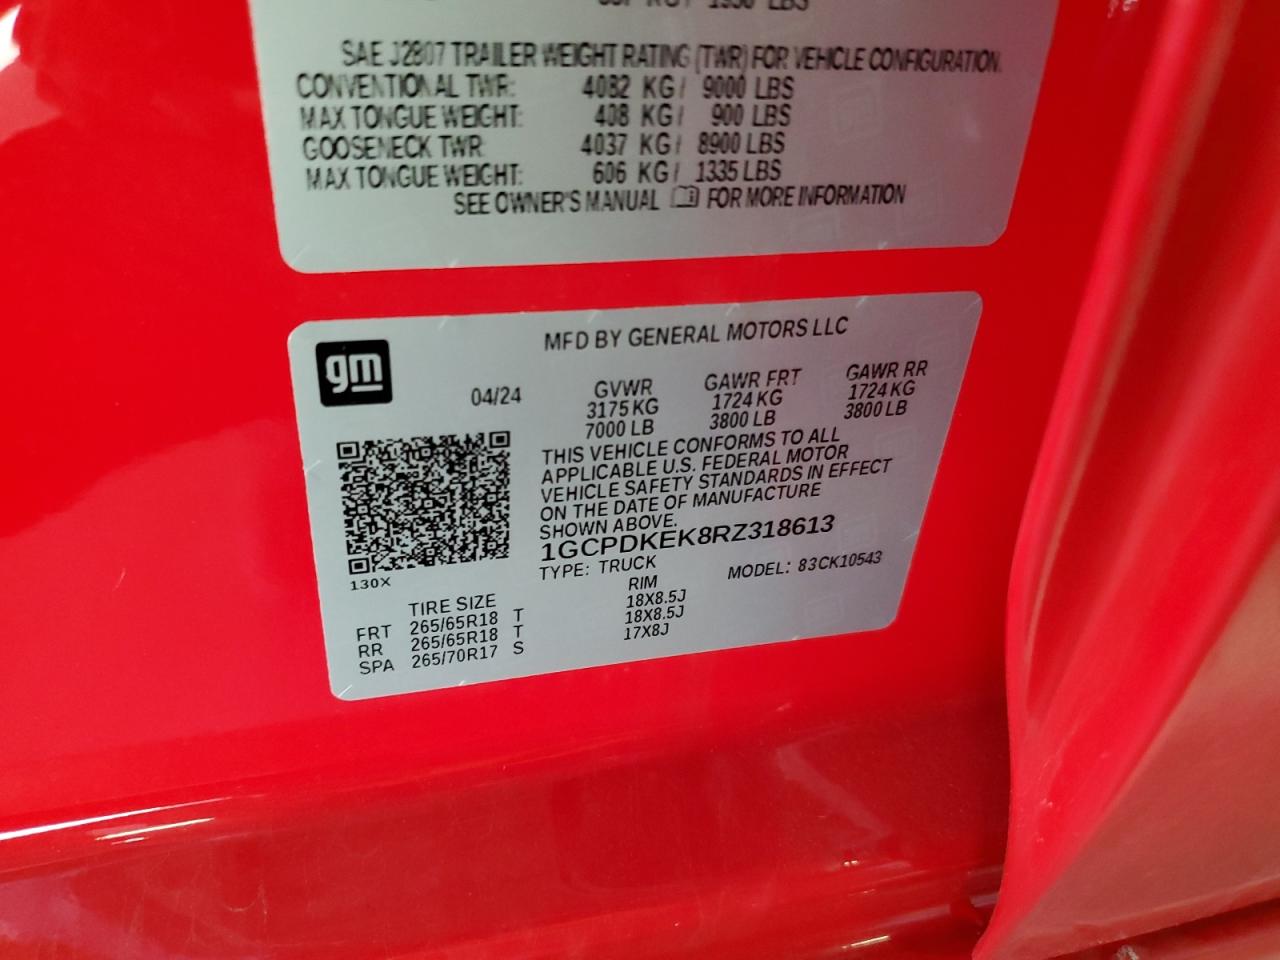 1930 LBS
SAE J2807 TRAILER WEIGHT RATING (TWR) FOR VEHICLE CONFIGURATION.
CONVENTIONAL TWR: 4082 KG / 9000 LBS
MAX TONGUE WEIGHT: 408 KG / 900 LBS
GOOSENECK TWR 4037 KG / 8900 LBS
MAX TONGUE WEIGHT: 606 KG / 1335 LBS
SEE OWNER'S MANUAL FOR MORE INFORMATION
gm
MFD BY GENERAL MOTORS LLC
04/24 GVWR GAWR FRT GAWR RR
3175 KG 1724 KG 1724 KG
7000 LB 3800 LB 3800 LB
THIS VEHICLE CONFORMS TO ALL
APPLICABLE U.S. FEDERAL MOTOR
VEHICLE SAFETY STANDARDS IN EFFECT
ON THE DATE OF MANUFACTURE
SHOWN ABOVE.
1GCPDKEK8RZ318613
TYPE: TRUCK MODEL: 83CK10543
130X
TIRE SIZE RIM
FRT 265/65R18 T 18X8.5J
RR 265/65R18 T 18X8.5J
SPA 265/70R17 S 17X8J